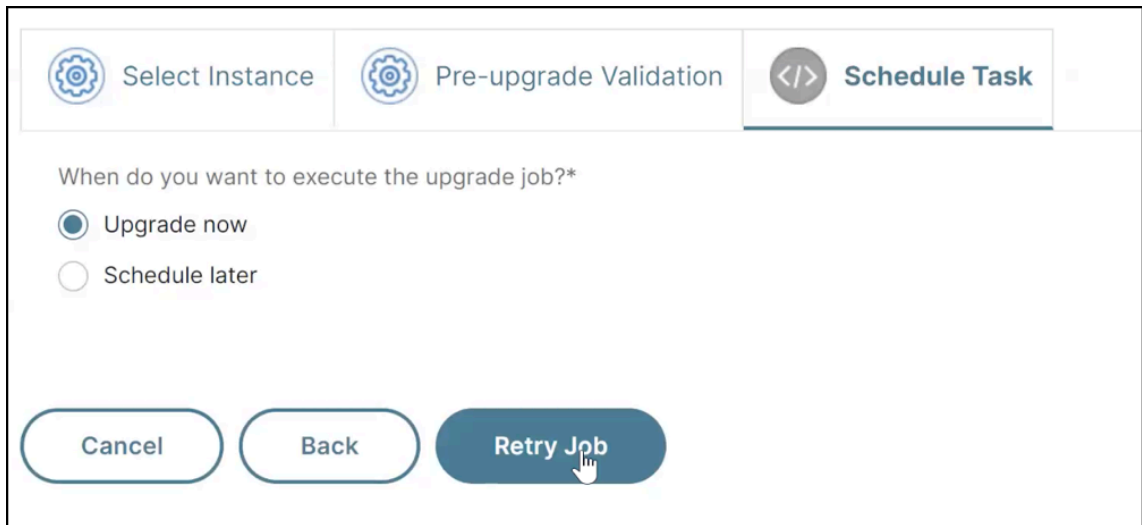 Select Instance
Pre-upgrade Validation
</> Schedule Task
When do you want to execute the upgrade job?*
Upgrade now
Schedule later
Cancel
Back
Retry Job